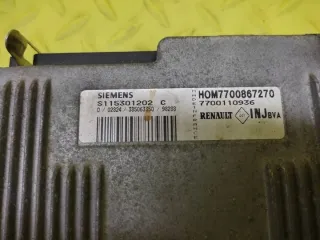 SIEMENS
S115301202 C
HOM7700867270
7700110936
RENAULT INJ BVA